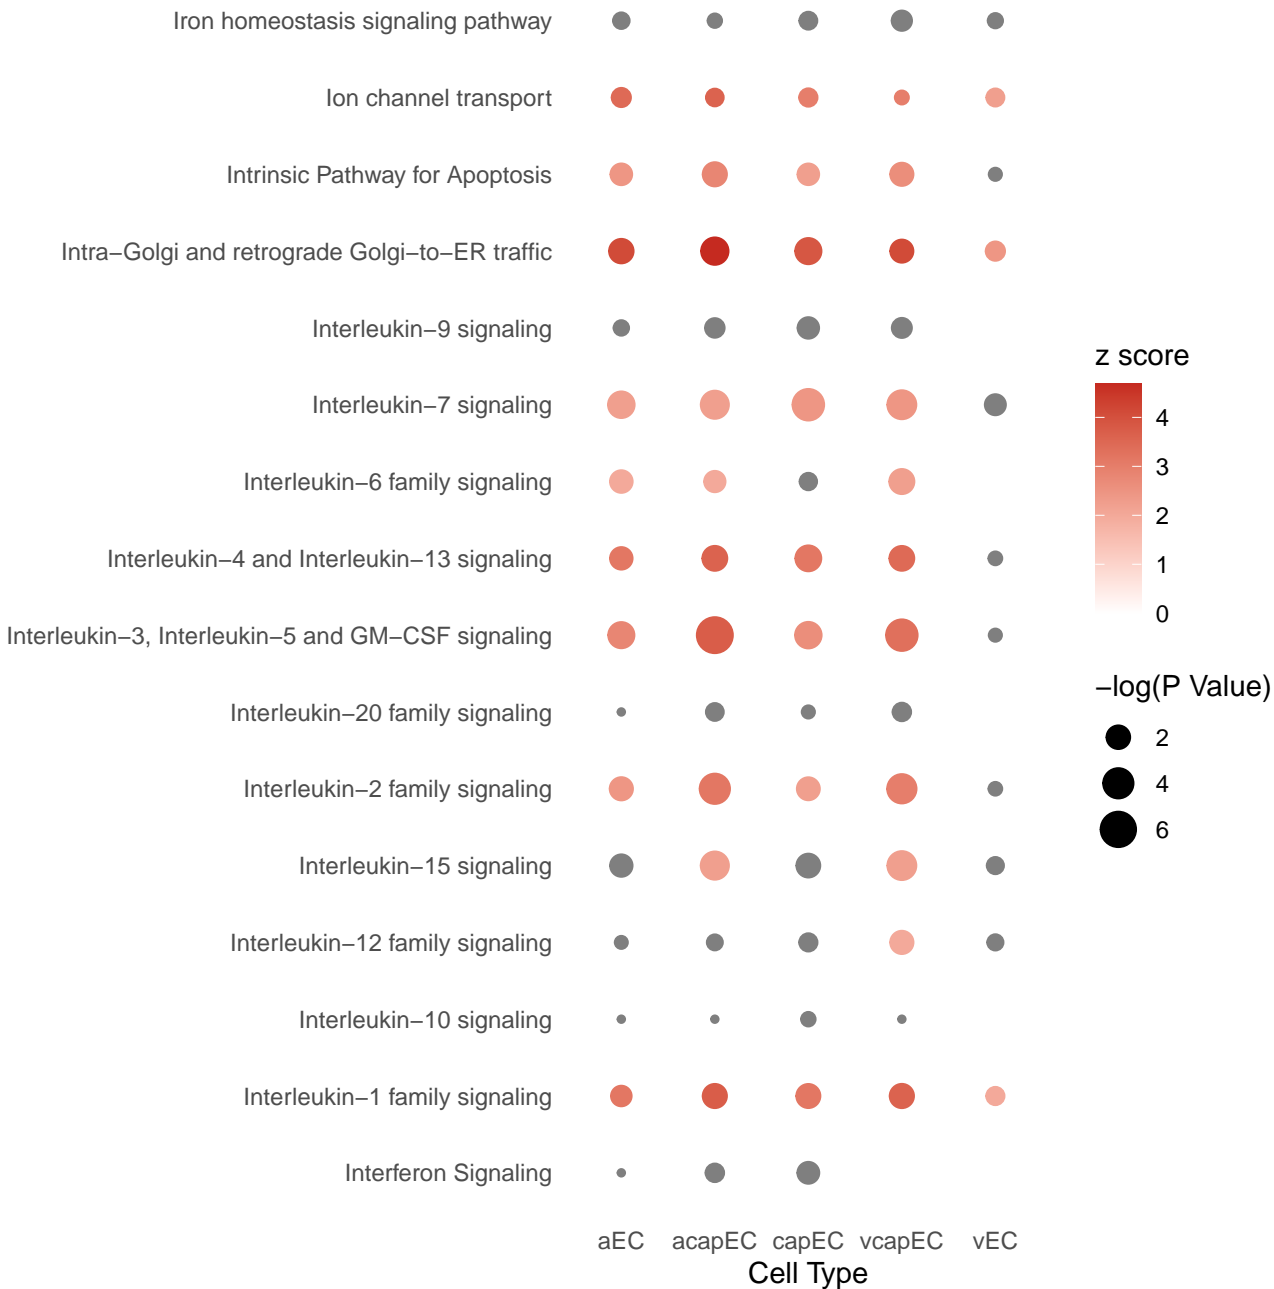 Iron homeostasis signaling pathway
Ion channel transport
Intrinsic Pathway for Apoptosis
Intra−Golgi and retrograde Golgi−to−ER traffic
Interleukin−9 signaling
Interleukin−7 signaling
Interleukin−6 family signaling
Interleukin−4 and Interleukin−13 signaling
Interleukin−3, Interleukin−5 and GM−CSF signaling
Interleukin−20 family signaling
Interleukin−2 family signaling
Interleukin−15 signaling
Interleukin−12 family signaling
Interleukin−10 signaling
Interleukin−1 family signaling
Interferon Signaling
aEC acapEC capEC vcapEC vEC
Cell Type
z score
4
3
2
1
0
−log(P Value)
2
4
6